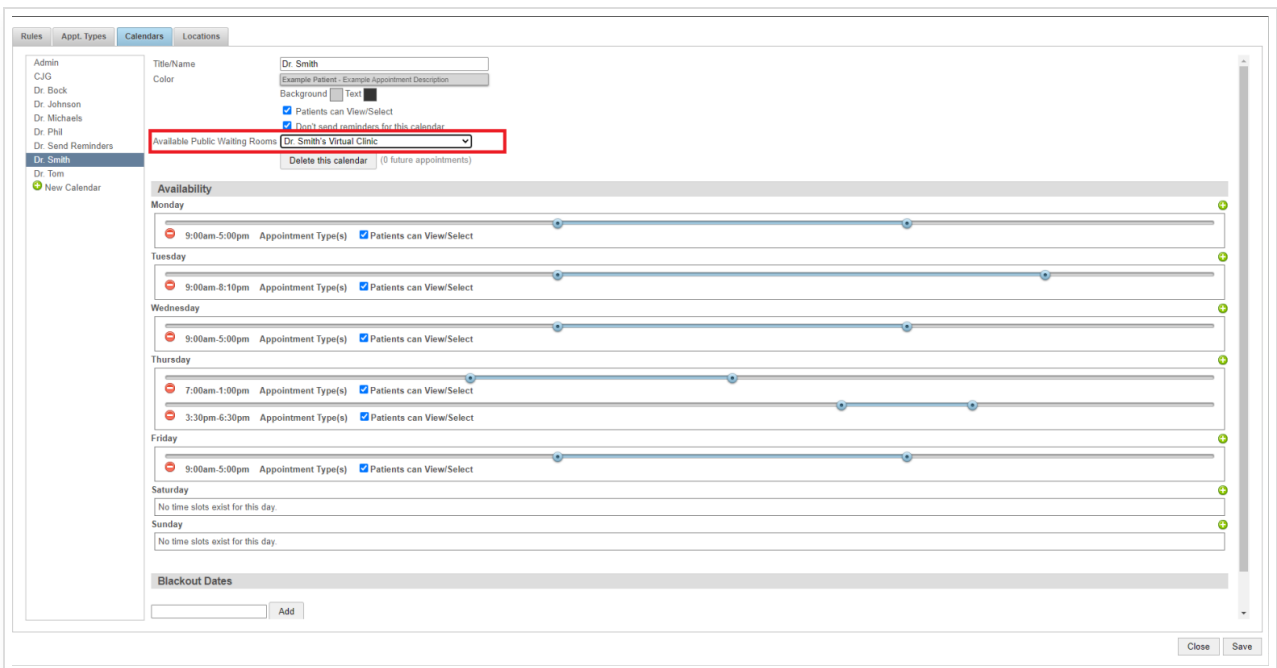 Rules Appt. Types Calendars Locations
Admin
CJG
Dr. Bock
Dr. Johnson
Dr. Michaels
Dr. Phil
Dr. Send Reminders
Dr. Smith
Dr. Tom
New Calendar
Title/Name Dr. Smith
Color Example Patient - Example Appointment Description
Background Text
Patients can View/Select
Don't send reminders for this calendar
Available Public Waiting Rooms Dr. Smith's Virtual Clinic
Delete this calendar (0 future appointments)
Availability
Monday
9:00am-5:00pm Appointment Type(s) Patients can View/Select
Tuesday
9:00am-8:10pm Appointment Type(s) Patients can View/Select
Wednesday
9:00am-5:00pm Appointment Type(s) Patients can View/Select
Thursday
7:00am-1:00pm Appointment Type(s) Patients can View/Select
3:30pm-6:30pm Appointment Type(s) Patients can View/Select
Friday
9:00am-5:00pm Appointment Type(s) Patients can View/Select
Saturday
No time slots exist for this day.
Sunday
No time slots exist for this day.
Blackout Dates
Add
Close Save